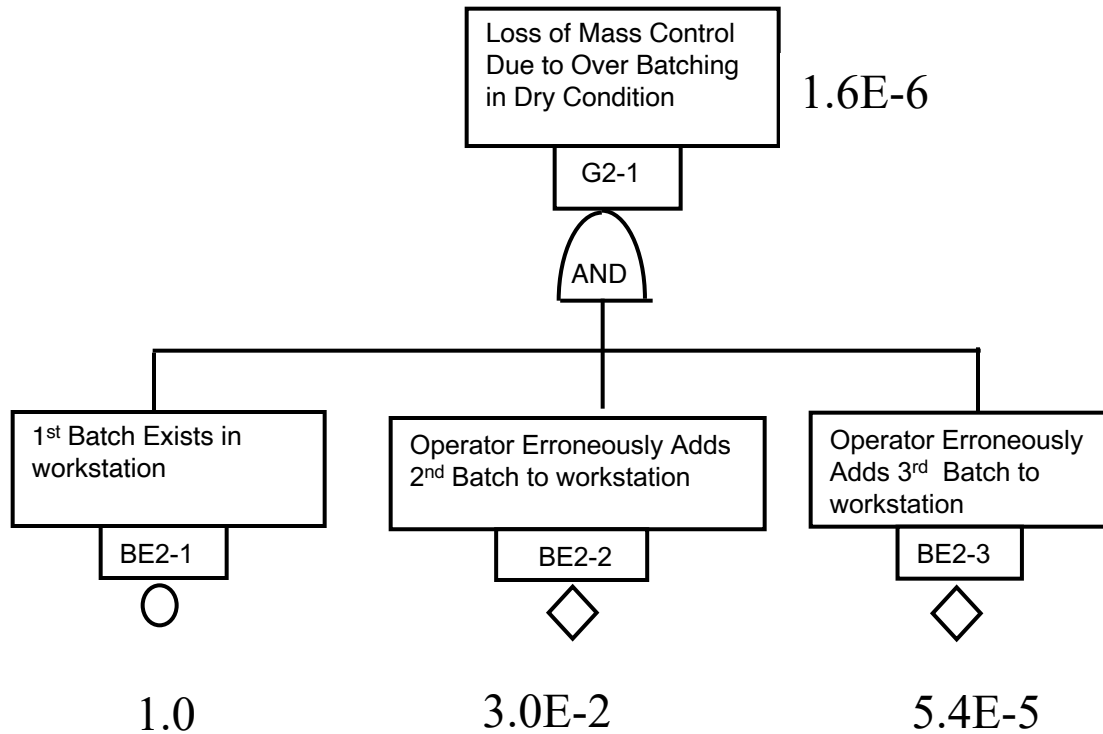 Loss of Mass Control
Due to Over Batching
in Dry Condition
1.6E-6
G2-1
AND
1st Batch Exists in
workstation
BE2-1
1.0
Operator Erroneously Adds
2nd Batch to workstation
BE2-2
3.0E-2
Operator Erroneously
Adds 3rd  Batch to
workstation
BE2-3
5.4E-5